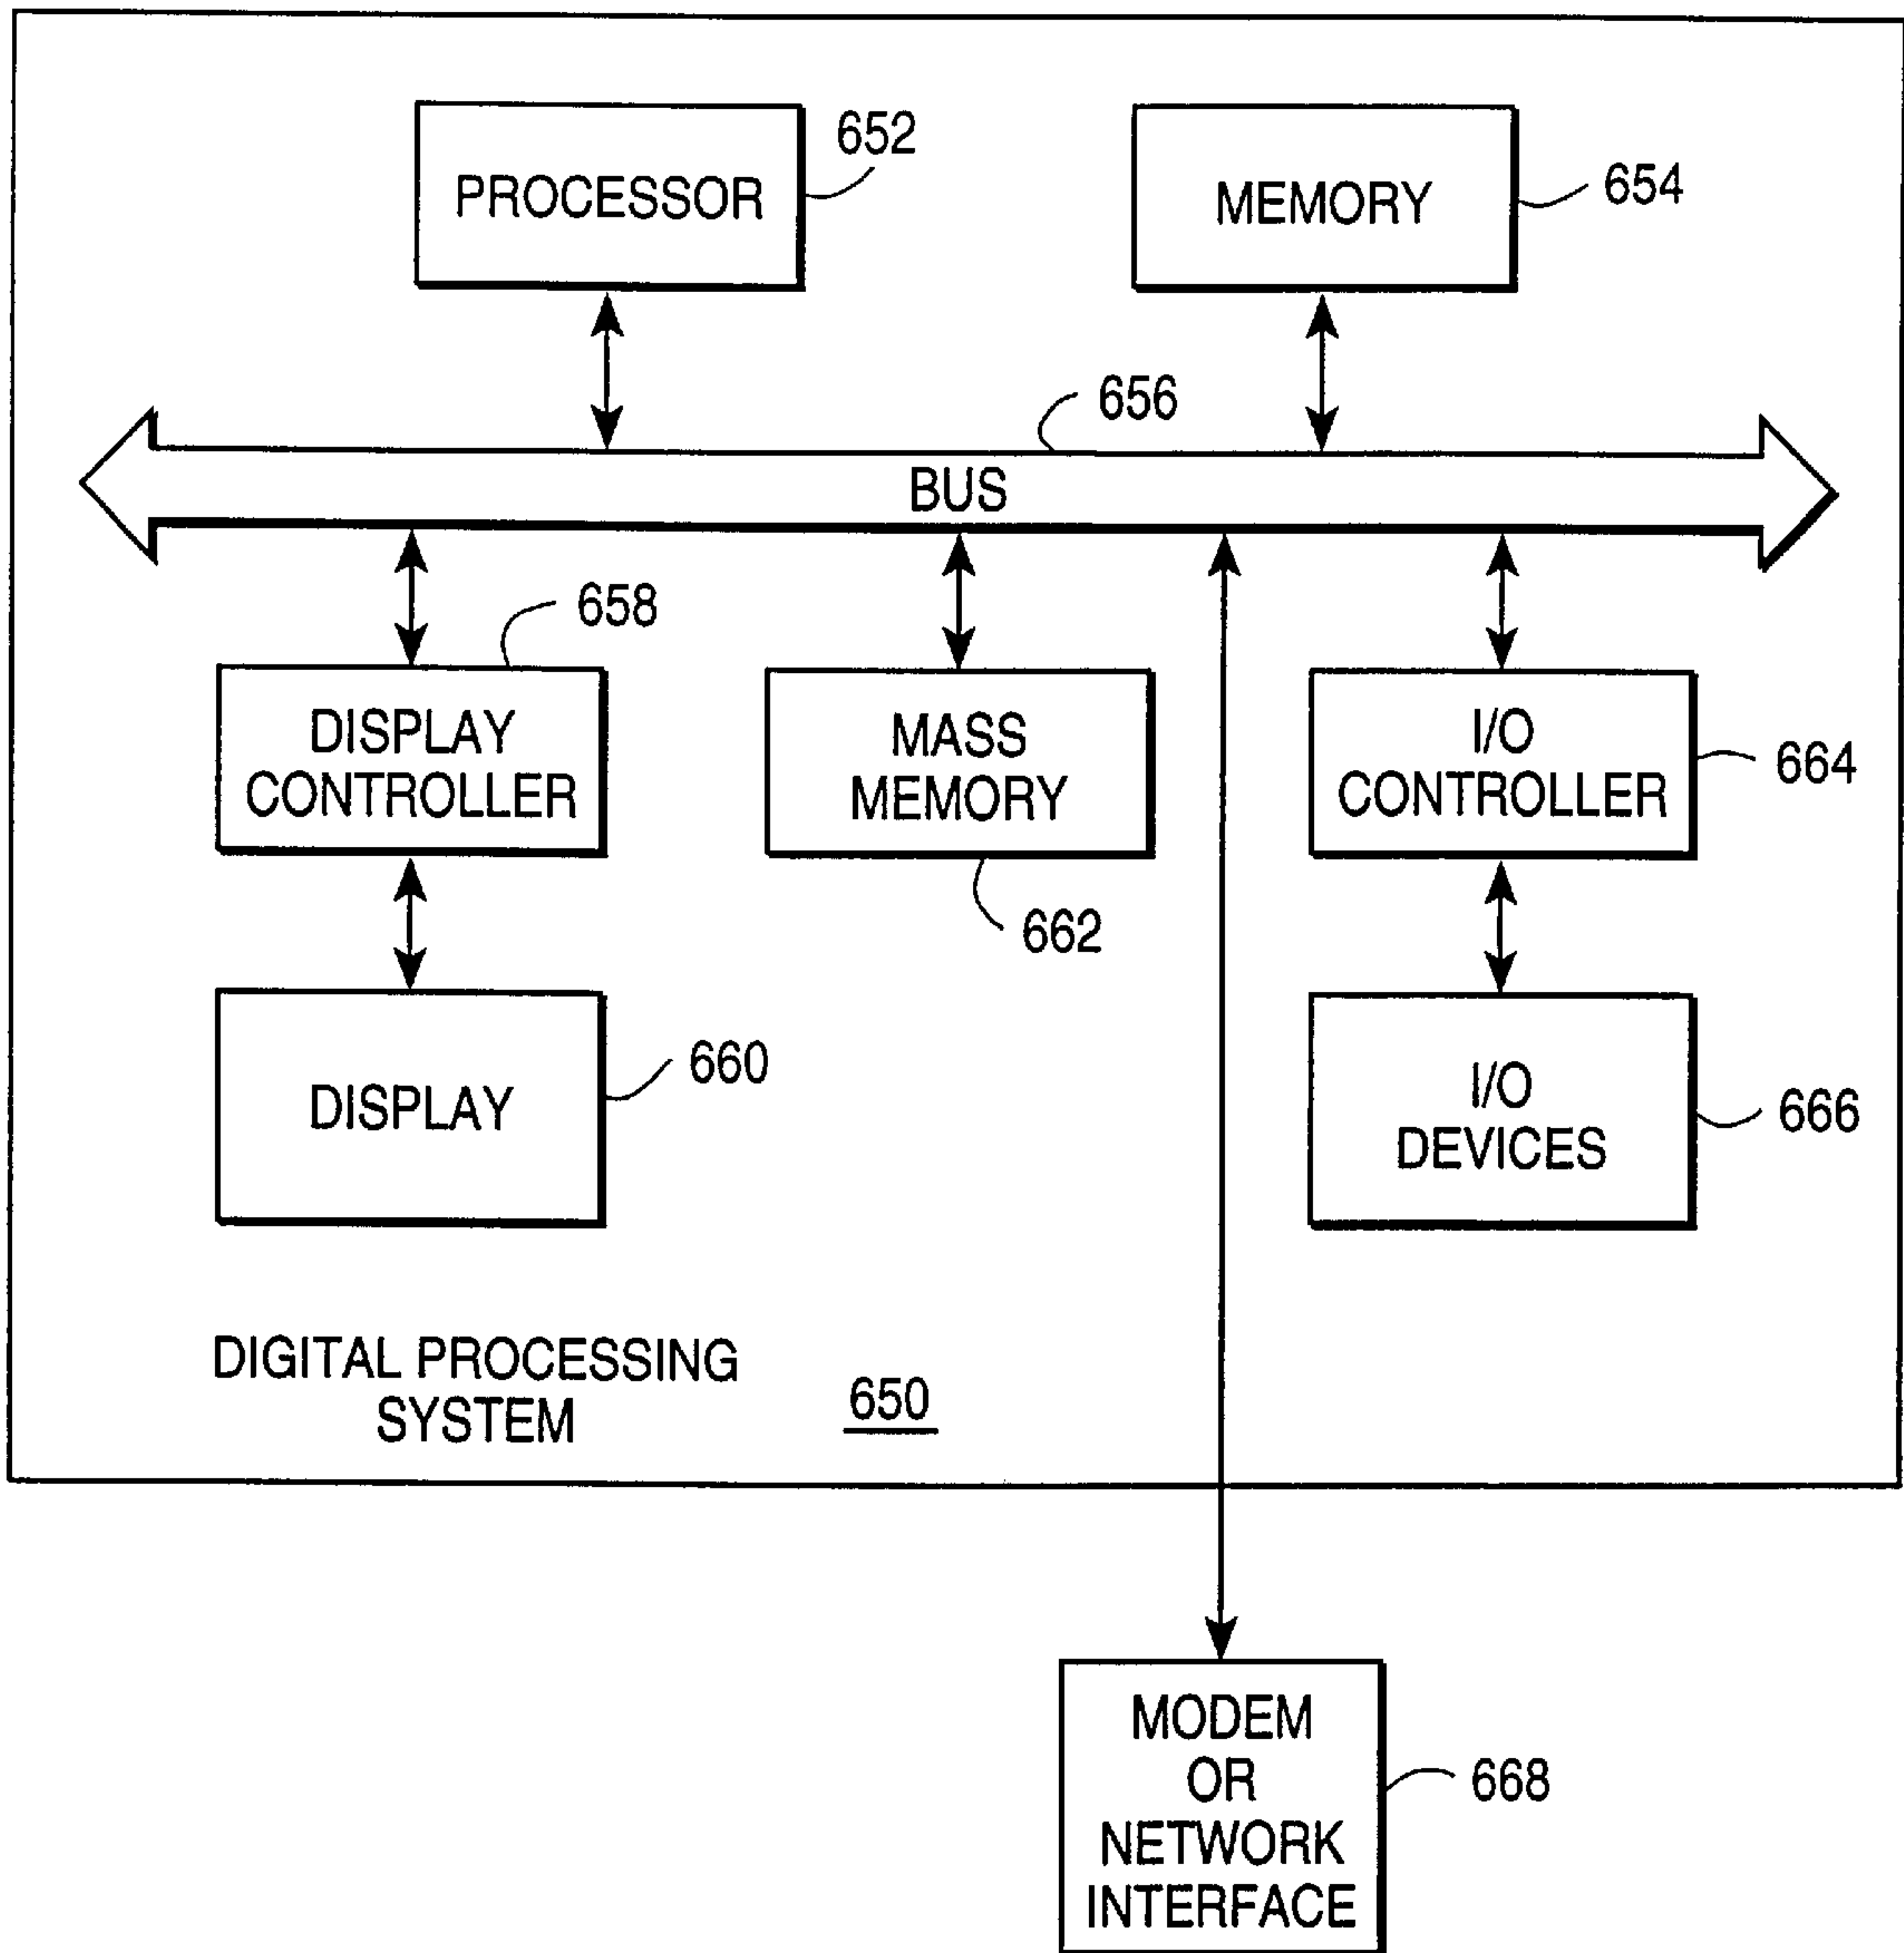 PROCESSOR
652
MEMORY
654
656
BUS
658
DISPLAY
CONTROLLER
MASS
MEMORY
662
I/O
CONTROLLER
664
DISPLAY
660
I/O
DEVICES
666
DIGITAL PROCESSING
SYSTEM
650
MODEM
OR
NETWORK
INTERFACE
668